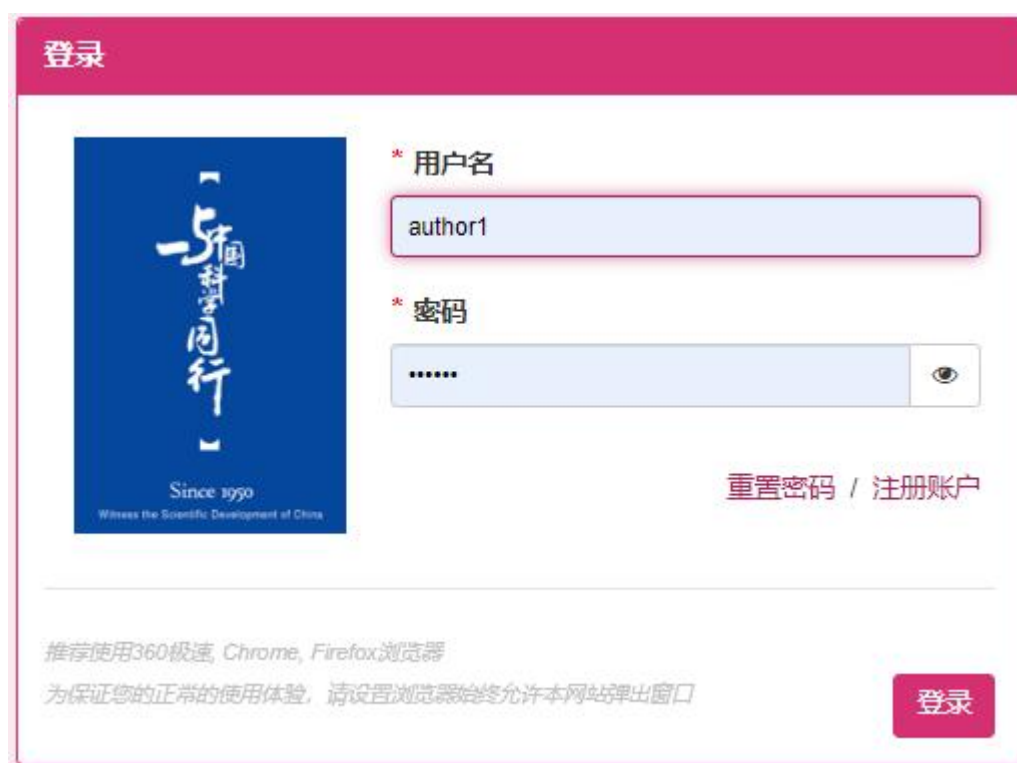 登录
【与中国科学同行】
Since 1950
Witness the Scientific Development of China
* 用户名
author1
* 密码
••••••
重置密码 / 注册账户
推荐使用360极速, Chrome, Firefox浏览器
为保证您的正常的使用体验，请设置浏览器始终允许本网站弹出窗口
登录